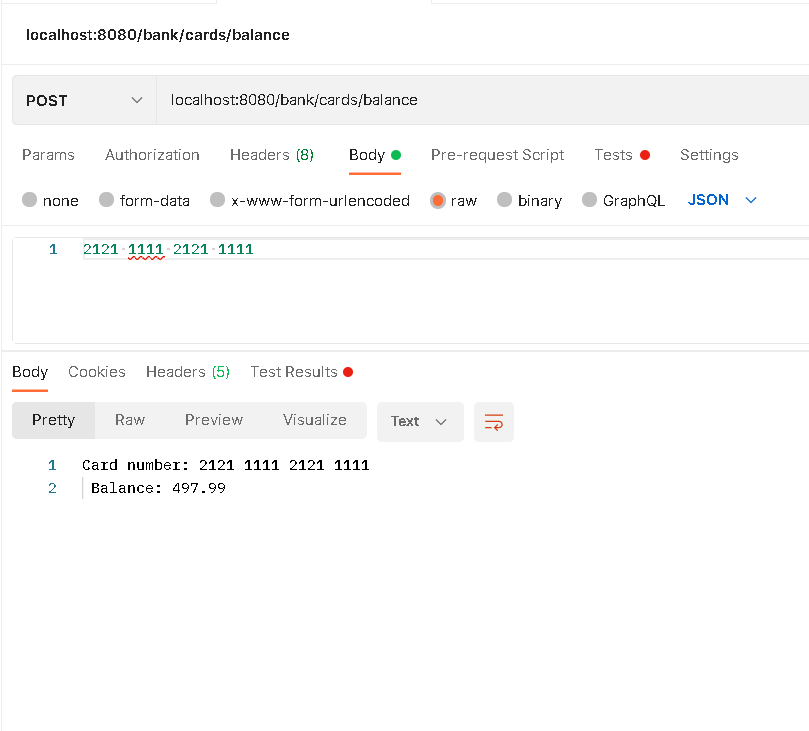 localhost:8080/bank/cards/balance
POST localhost:8080/bank/cards/balance
Params Authorization Headers (8) Body Pre-request Script Tests Settings
none form-data x-www-form-urlencoded raw binary GraphQL JSON
1 2121 1111 2121 1111
Body Cookies Headers (5) Test Results
Pretty Raw Preview Visualize Text
1 Card number: 2121 1111 2121 1111
2 Balance: 497.99